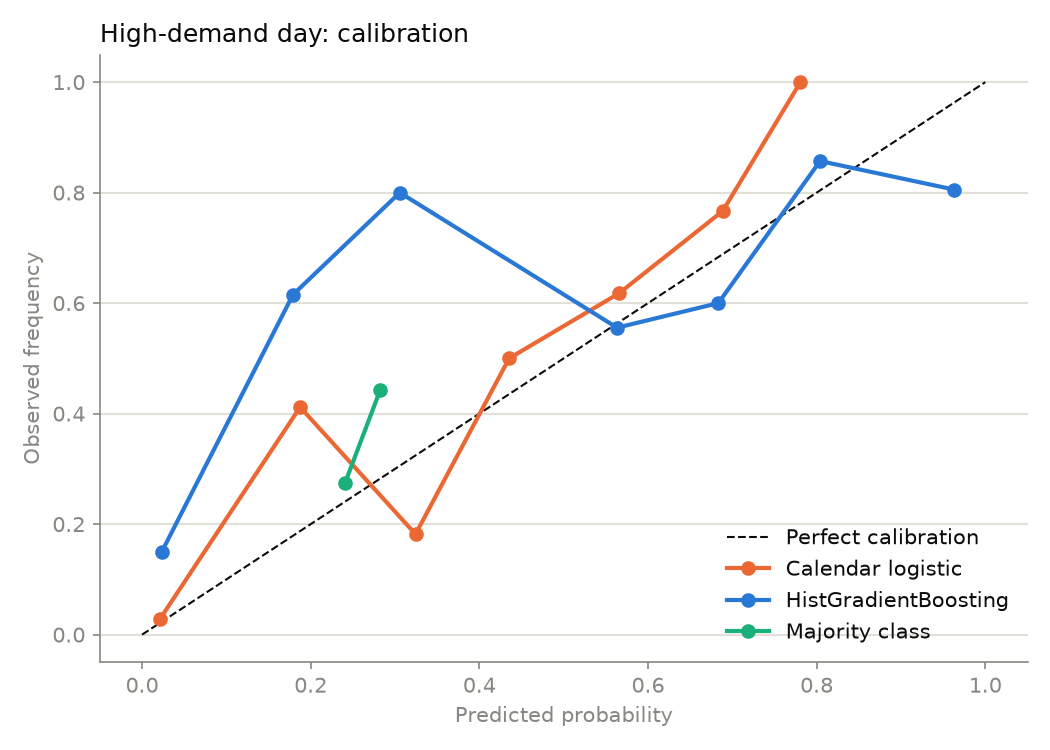 High-demand day: calibration
1.0
0.8
0.6
0.4
0.2
0.0
Observed frequency
Perfect calibration
Calendar logistic
HistGradientBoosting
Majority class
0.0 0.2 0.4 0.6 0.8 1.0
Predicted probability